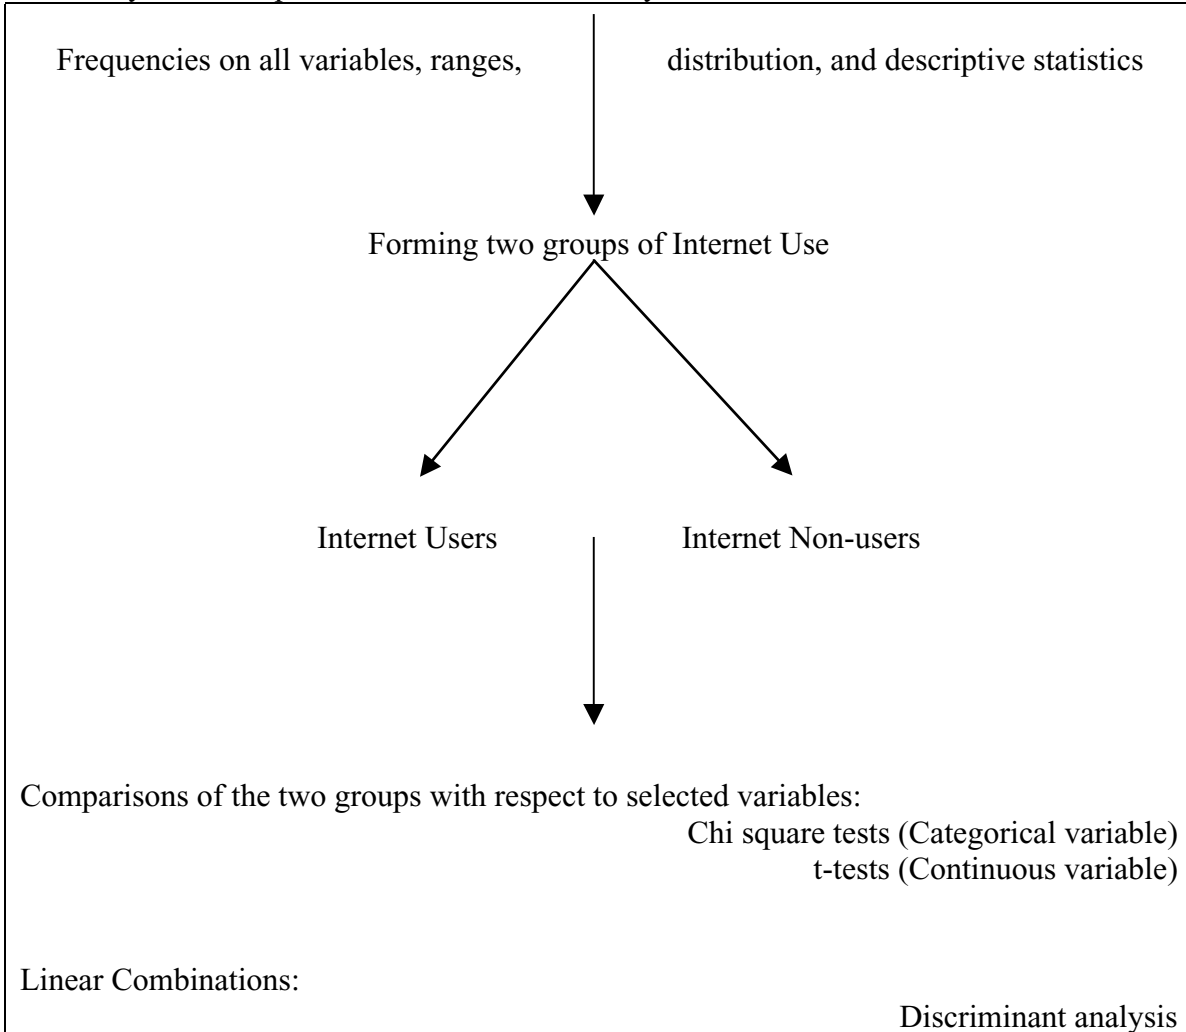 Frequencies on all variables, ranges, distribution, and descriptive statistics
Forming two groups of Internet Use
Internet Users Internet Non-users
Comparisons of the two groups with respect to selected variables:
Chi square tests (Categorical variable)
t-tests (Continuous variable)
Linear Combinations:
Discriminant analysis